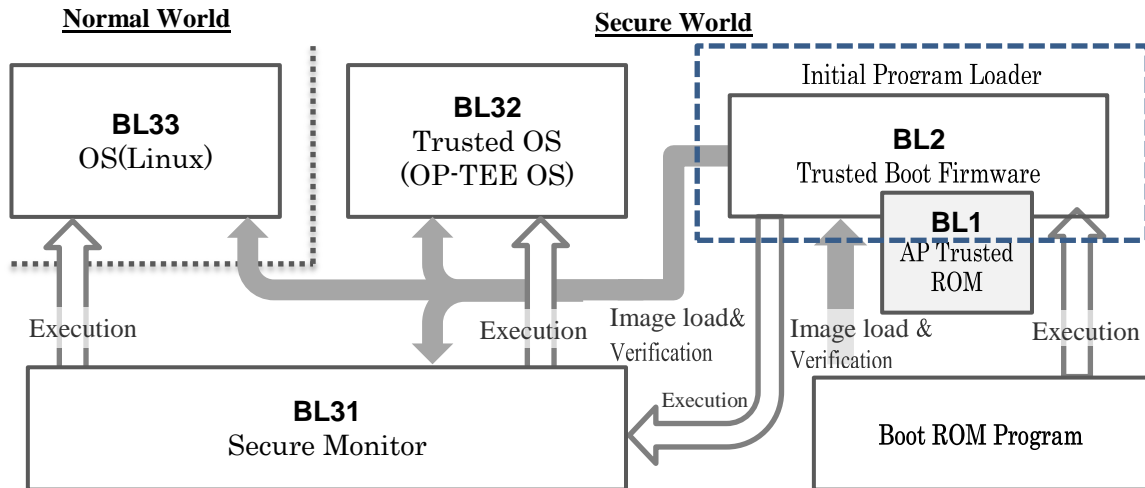 Normal World
Secure World
BL33
OS(Linux)
BL32
Trusted OS
(OP-TEE OS)
Initial Program Loader
BL2
Trusted Boot Firmware
BL1
AP Trusted
ROM
Execution
Execution
Image load&
Verification
Image load &
Verification
Execution
Execution
BL31
Secure Monitor
Boot ROM Program